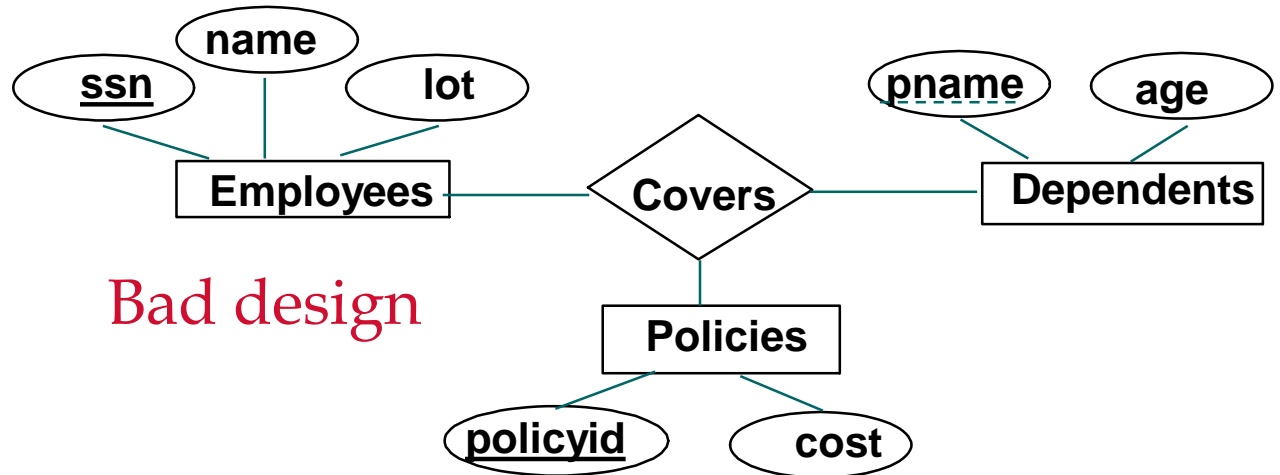 name
ssn
lot
pname
age
Employees
Covers
Dependents
Bad design
Policies
policyid
cost